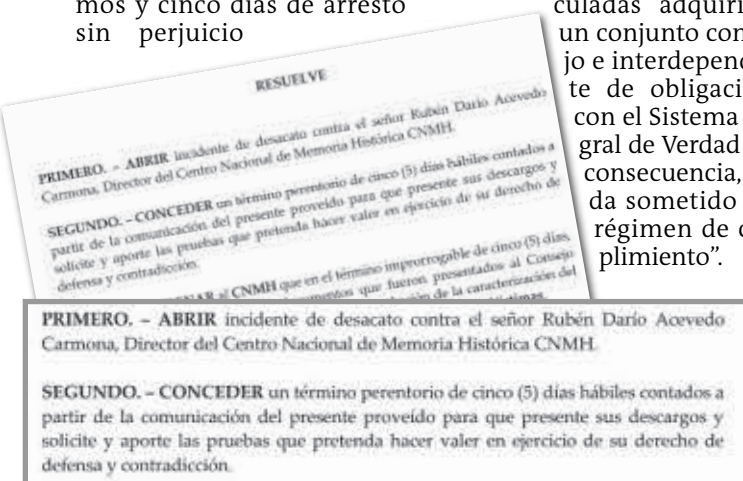 mos y cinco días de arresto
sin perjuicio
culadas adquiri
un conjunto con
jo e interdepend
te de obligaci
con el Sistema
gral de Verdad
consecuencia,
da sometido
régimen de c
plimiento”.
RESUELVE
PRIMERO. – ABRIR incidente de desacato contra el señor Rubén Darío Acevedo
Carmona, Director del Centro Nacional de Memoria Histórica CNMH.
SEGUNDO. – CONCEDER un término perentorio de cinco (5) días hábiles contados a
partir de la comunicación del presente proveído para que presente sus descargos y
solicite y aporte las pruebas que pretenda hacer valer en ejercicio de su derecho de
defensa y contradicción.
CNMH que en el término improrrogable de cinco (5) días,
que fueron presentados al Consejo
de la caracterización del
PRIMERO. – ABRIR incidente de desacato contra el señor Rubén Darío Acevedo
Carmona, Director del Centro Nacional de Memoria Histórica CNMH.
SEGUNDO. – CONCEDER un término perentorio de cinco (5) días hábiles contados a
partir de la comunicación del presente proveído para que presente sus descargos y
solicite y aporte las pruebas que pretenda hacer valer en ejercicio de su derecho de
defensa y contradicción.